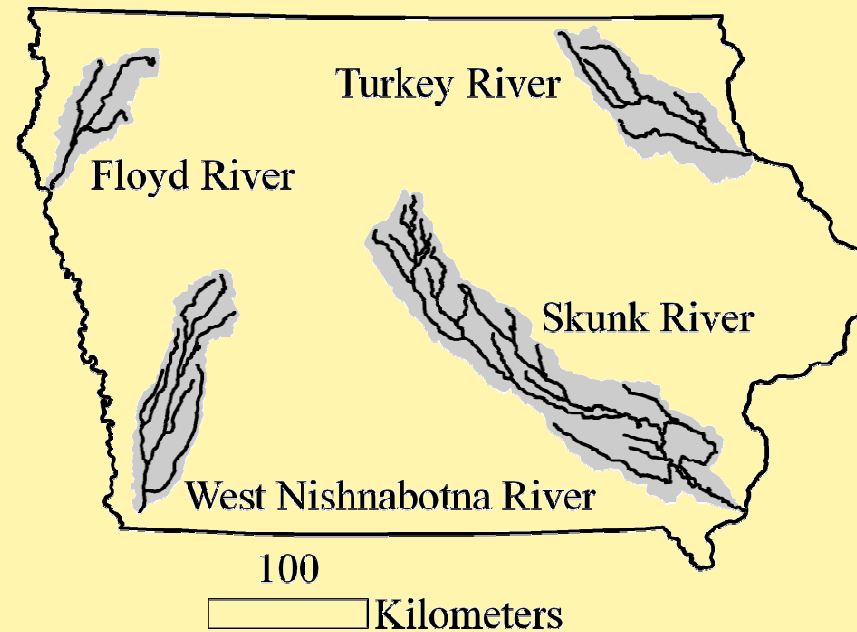 Turkey River
Floyd River
Skunk River
West Nishnabotna River
100
Kilometers